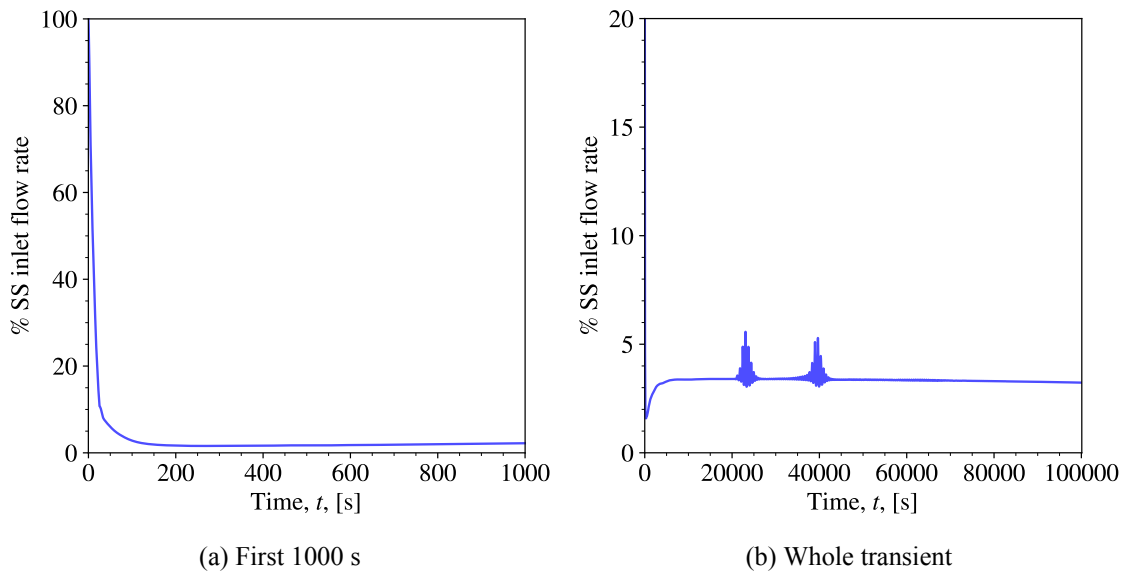 100
80
60
40
20
0
% SS inlet flow rate
0 200 400 600 800 1000
Time, t, [s]
(a) First 1000 s
20
15
10
5
0
% SS inlet flow rate
0 20000 40000 60000 80000 100000
Time, t, [s]
(b) Whole transient